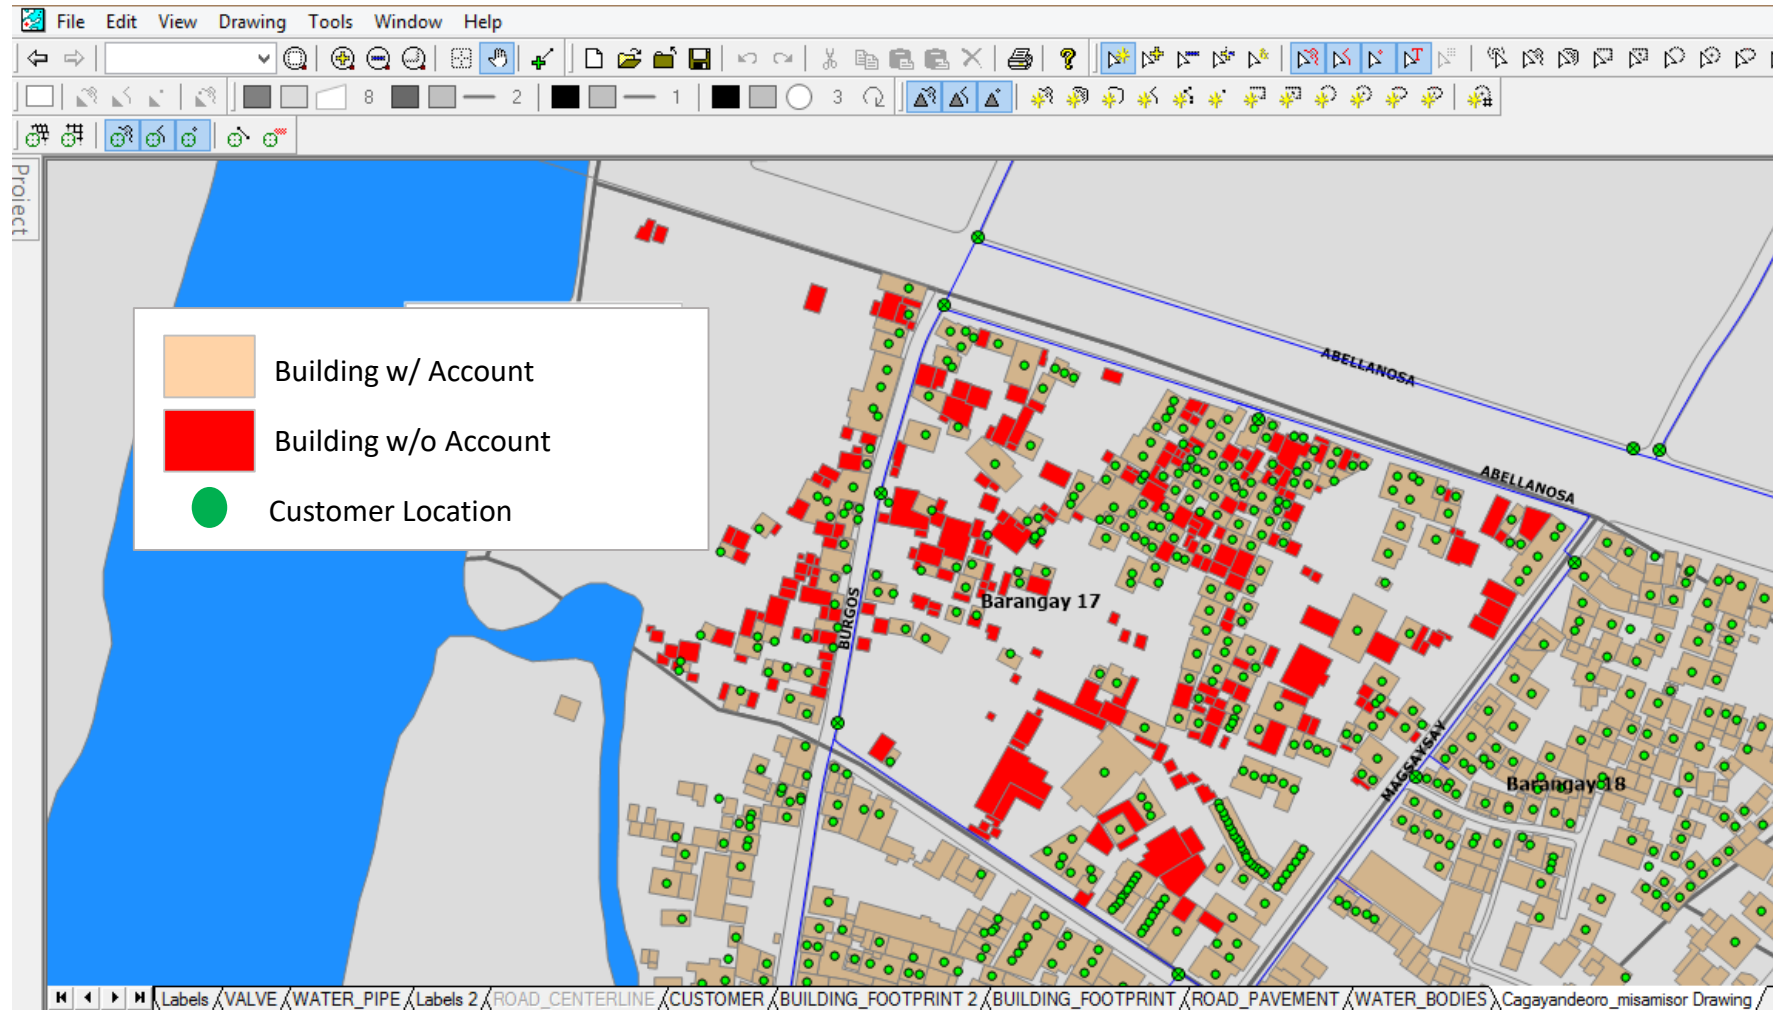 File Edit View Drawing Tools Window Help
8 2 1 3
Project
ABELLANOSA
ABELLANOSA
Building w/ Account
Building w/o Account
Customer Location
BURGOS
Barangay 17
MAGSAYSAY
Barangay 18
Labels VALVE WATER_PIPE Labels 2 ROAD_CENTERLINE CUSTOMER BUILDING_FOOTPRINT 2 BUILDING_FOOTPRINT ROAD_PAVEMENT WATER_BODIES Cagayandeoro_misamisor Drawing